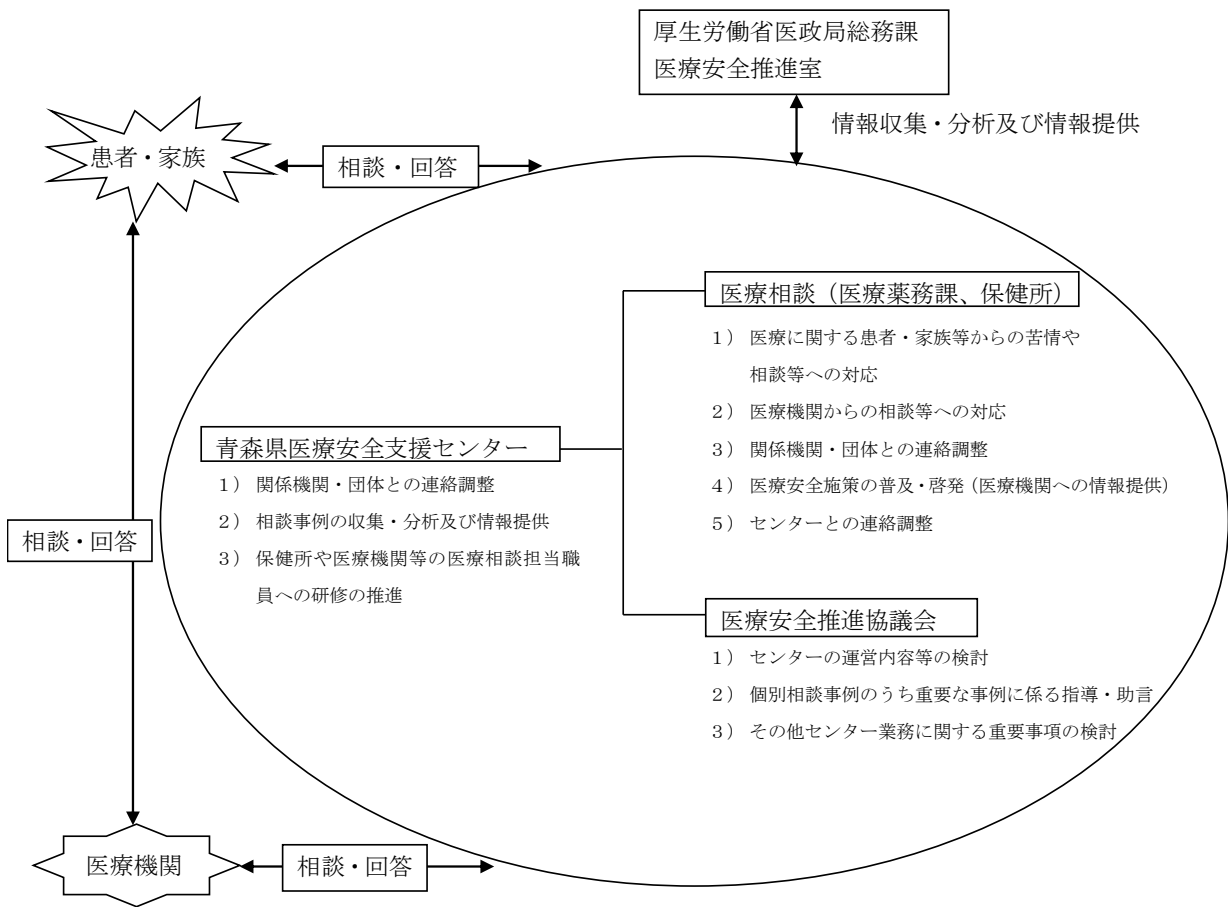 厚生労働省医政局総務課
医療安全推進室
情報収集・分析及び情報提供
患者・家族
相談・回答
医療相談（医療薬務課、保健所）
１） 医療に関する患者・家族等からの苦情や
相談等への対応
２） 医療機関からの相談等への対応
３） 関係機関・団体との連絡調整
４） 医療安全施策の普及・啓発（医療機関への情報提供）
５） センターとの連絡調整
青森県医療安全支援センター
１） 関係機関・団体との連絡調整
２） 相談事例の収集・分析及び情報提供
３） 保健所や医療機関等の医療相談担当職
員への研修の推進
相談・回答
医療安全推進協議会
１） センターの運営内容等の検討
２） 個別相談事例のうち重要な事例に係る指導・助言
３） その他センター業務に関する重要事項の検討
医療機関
相談・回答